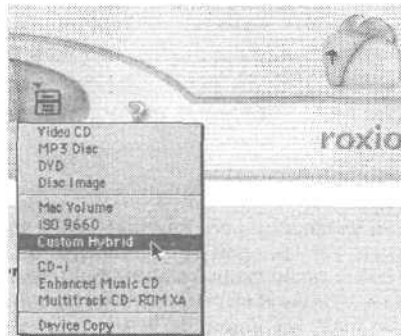 roxio
Video CD
MP3 Disc
DVD
Disc Image
Mac Volume
ISO 9660
Custom Hybrid
CD-i
Enhanced Music CD
Multitrack CD-ROM XA
Device Copy